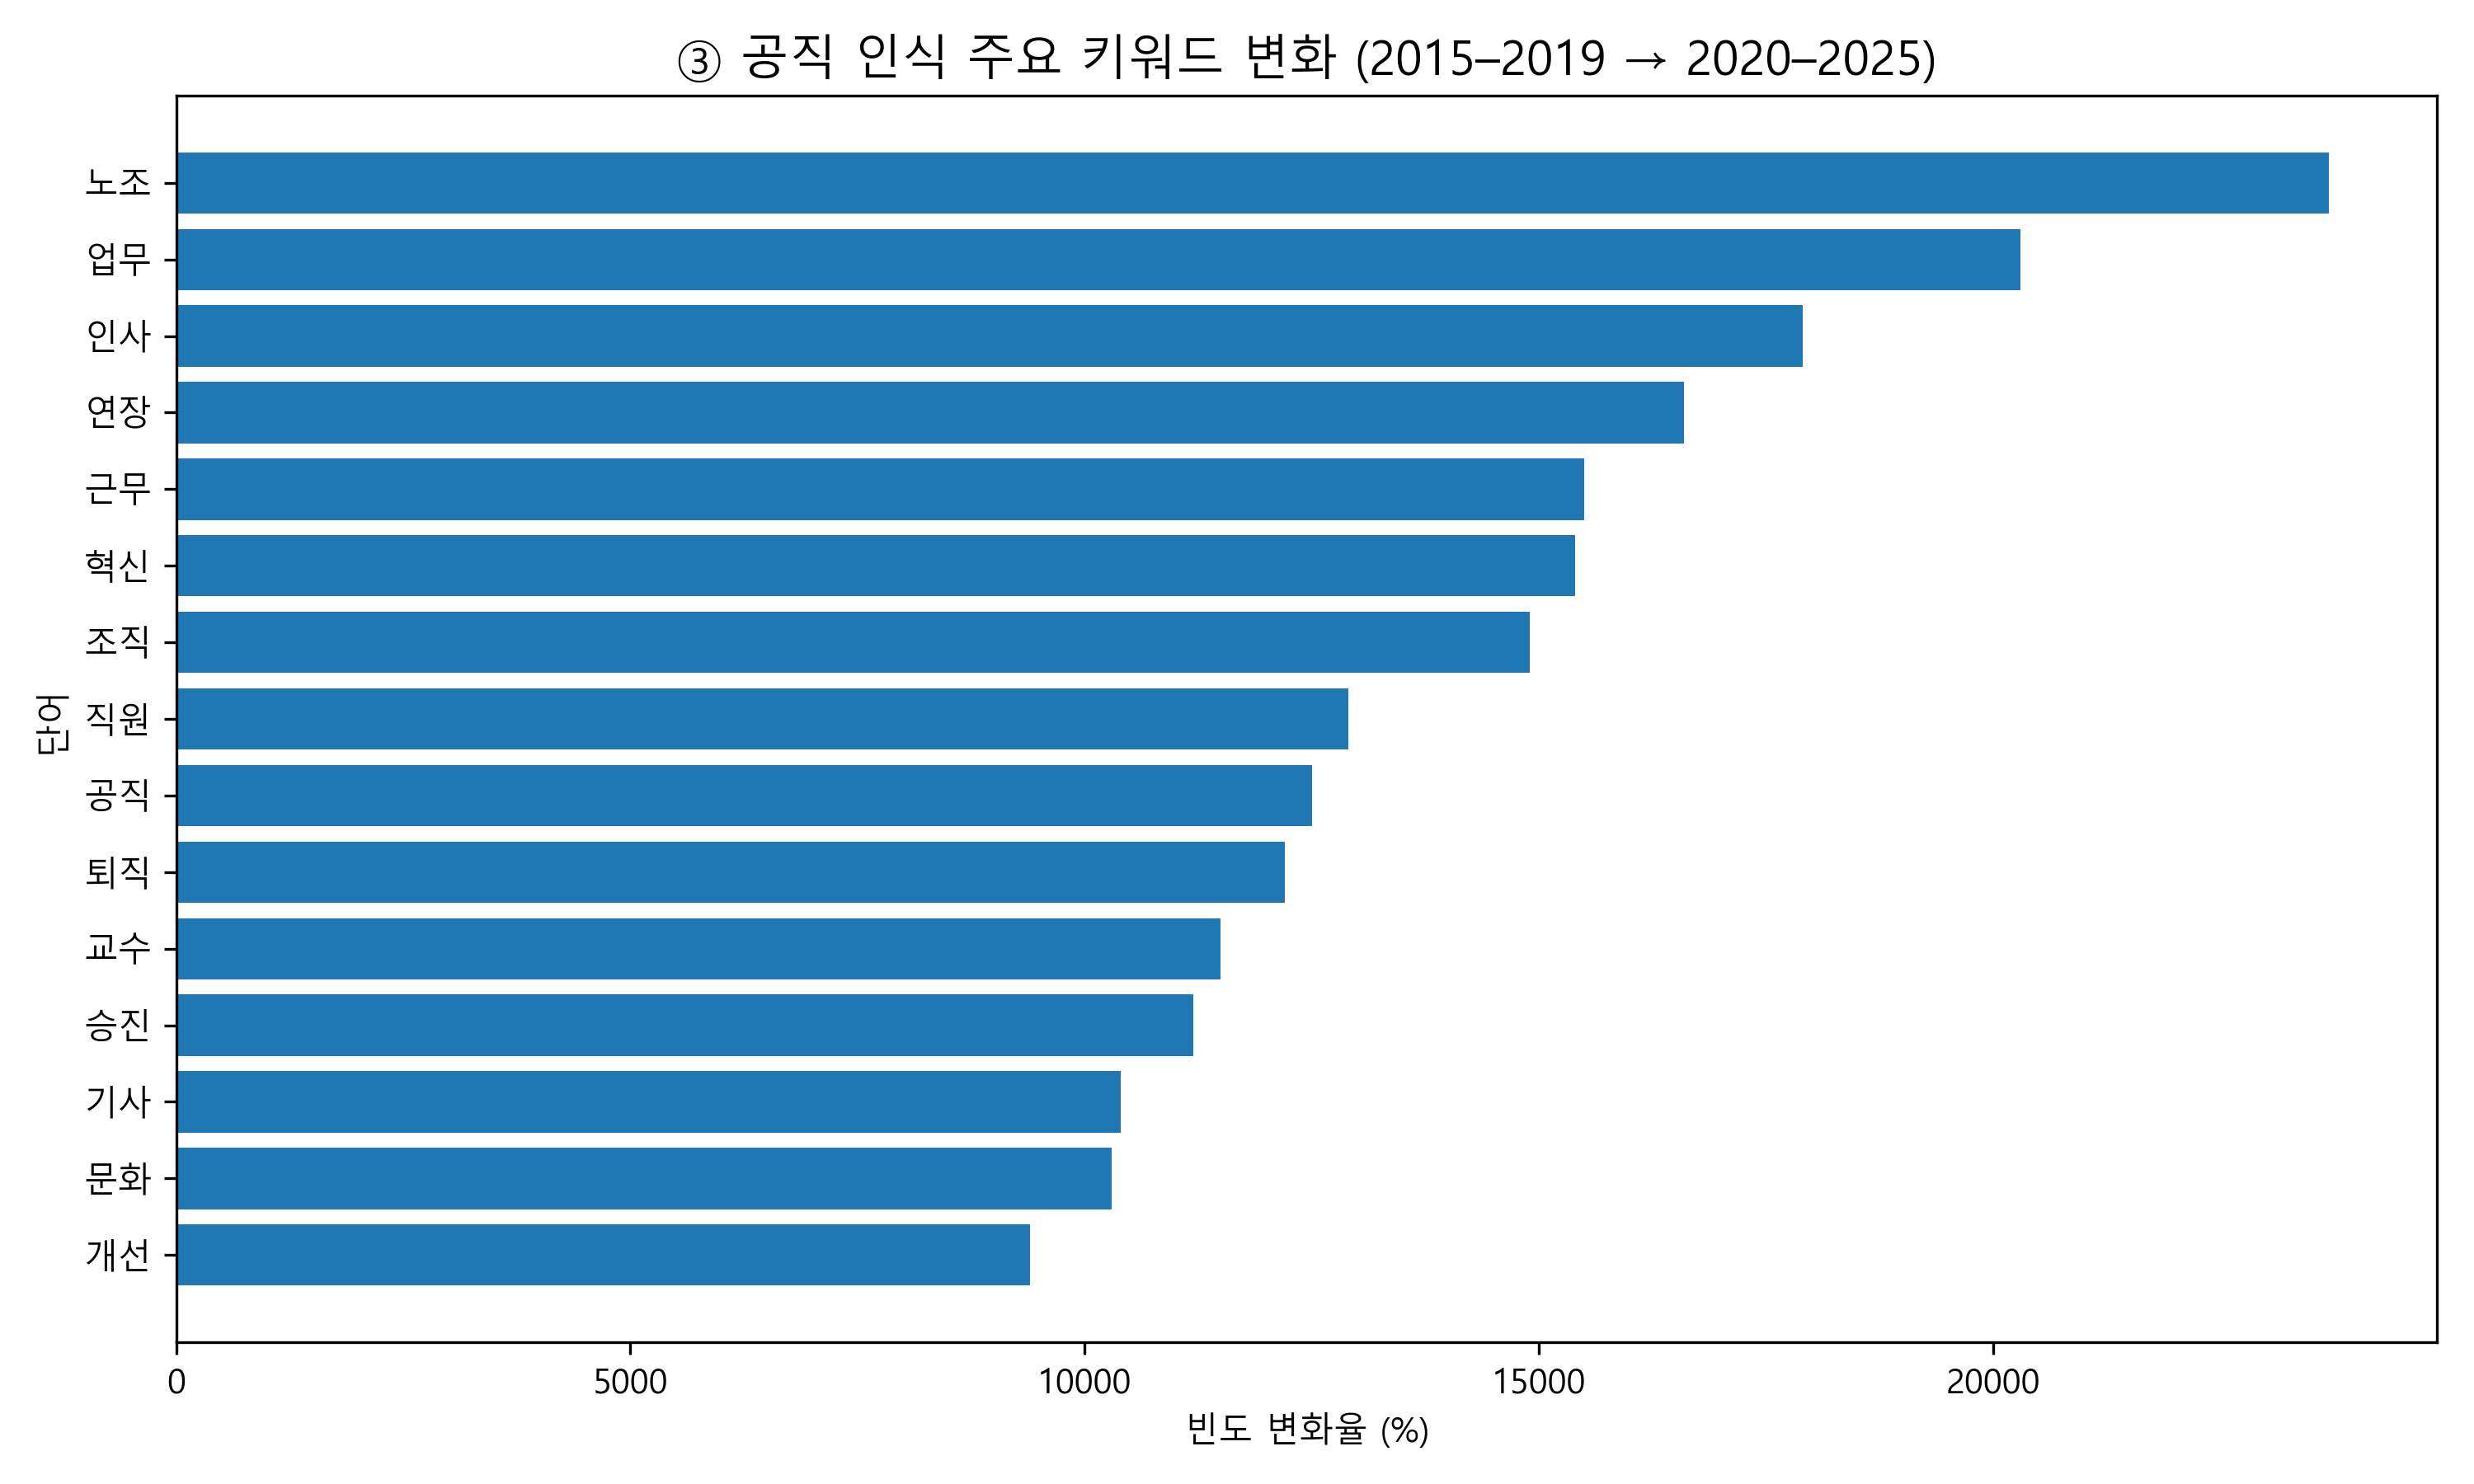 ③ 공직 인식 주요 키워드 변화 (2015–2019 → 2020–2025)
단어
노조
업무
인사
연장
근무
혁신
조직
직원
공직
퇴직
교수
승진
기사
문화
개선
0 5000 10000 15000 20000
빈도 변화율 (%)